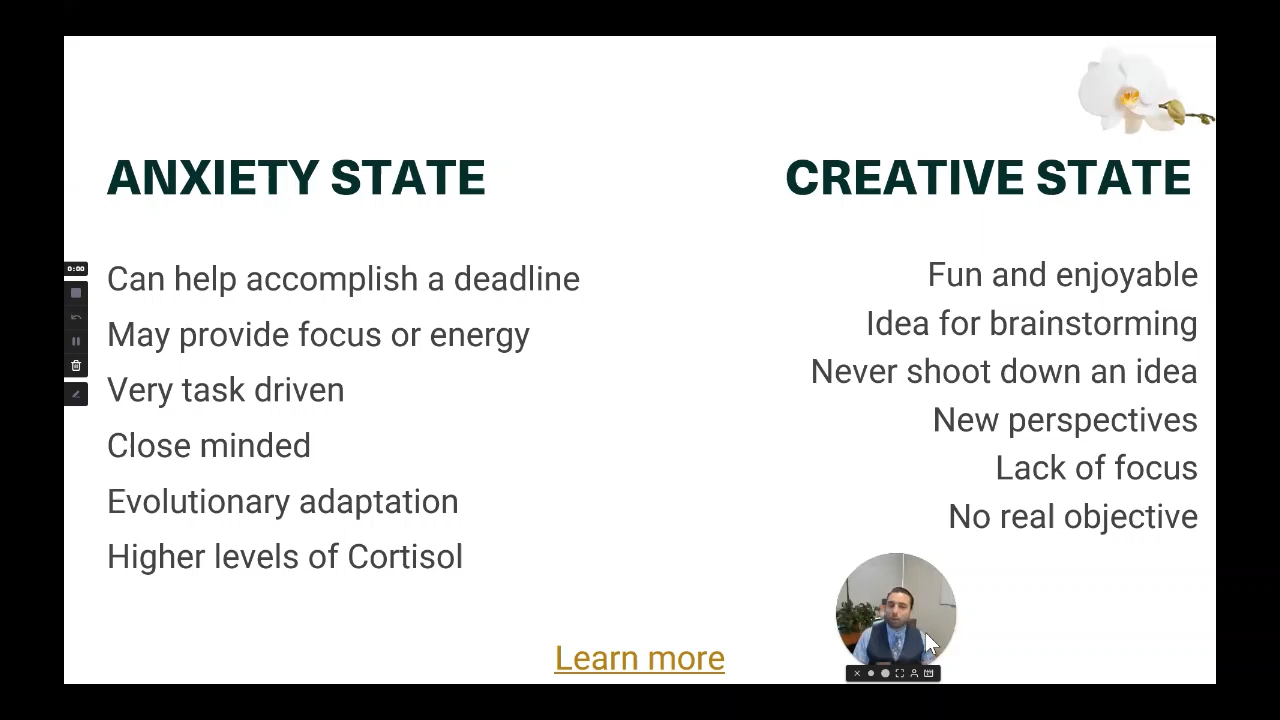 ANXIETY STATE
CREATIVE STATE
0:00
Can help accomplish a deadline
May provide focus or energy
Very task driven
Close minded
Evolutionary adaptation
Higher levels of Cortisol
Fun and enjoyable
Idea for brainstorming
Never shoot down an idea
New perspectives
Lack of focus
No real objective
Learn more